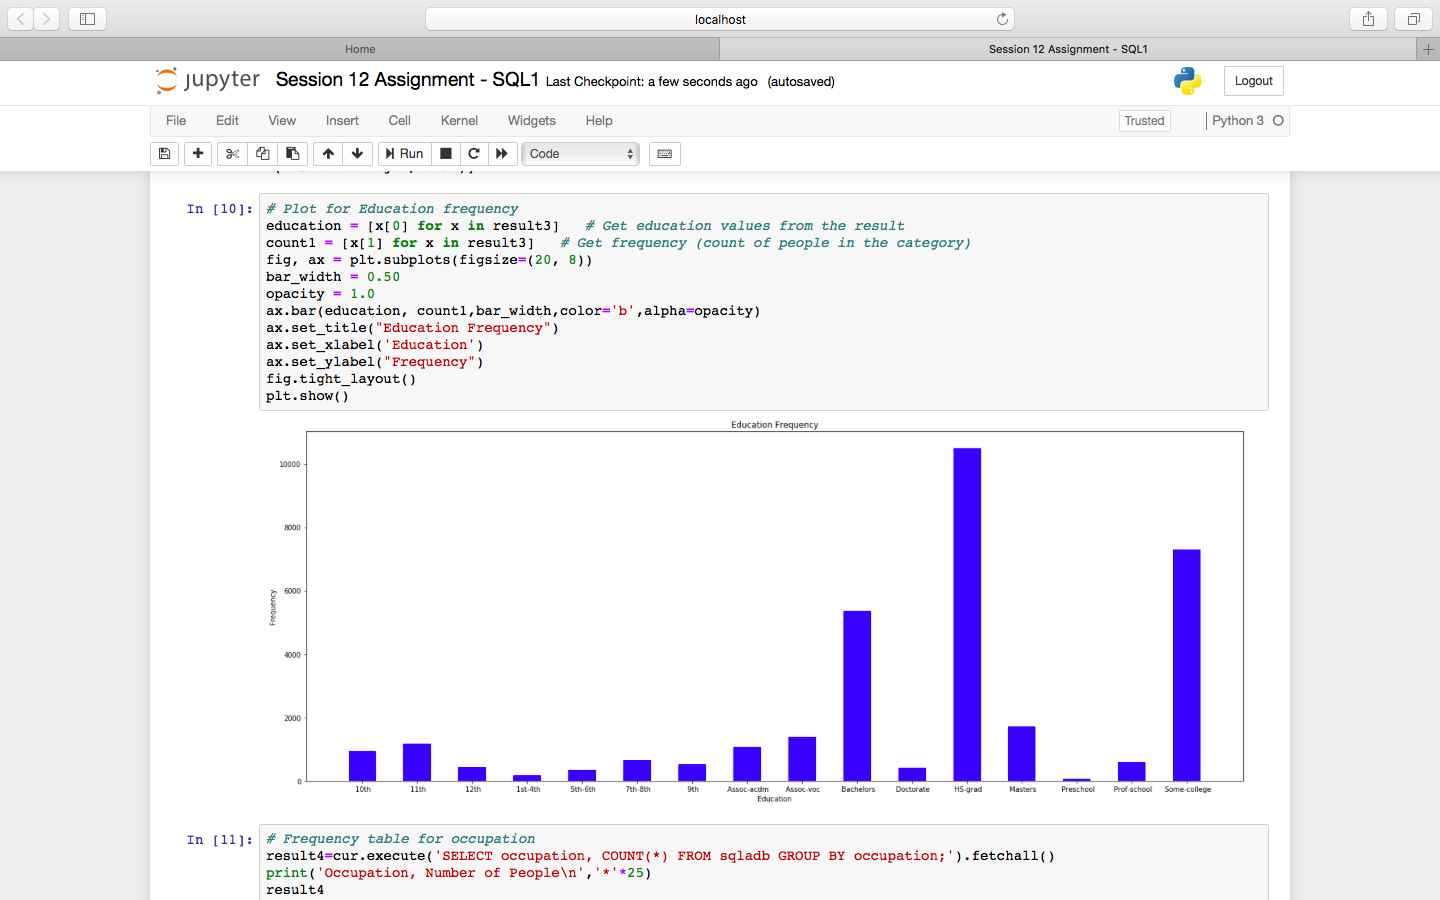 localhost
Home
Session 12 Assignment - SQL1
jupyter Session 12 Assignment - SQL1 Last Checkpoint: a few seconds ago (autosaved)
Logout
File Edit View Insert Cell Kernel Widgets Help
Trusted
Python 3
Run
Code
In [10]:
# Plot for Education frequency
education = [x[0] for x in result3]   # Get education values from the result
count1 = [x[1] for x in result3]   # Get frequency (count of people in the category)
fig, ax = plt.subplots(figsize=(20, 8))
bar_width = 0.50
opacity = 1.0
ax.bar(education, count1,bar_width,color='b',alpha=opacity)
ax.set_title("Education Frequency")
ax.set_xlabel('Education')
ax.set_ylabel("Frequency")
fig.tight_layout()
plt.show()
Education Frequency
10000
8000
6000
4000
2000
0
Frequency
10th 11th 12th 1st-4th 5th-6th 7th-8th 9th Assoc-acdm Assoc-voc Bachelors Doctorate HS-grad Masters Preschool Prof-school Some-college
Education
In [11]:
# Frequency table for occupation
result4=cur.execute('SELECT occupation, COUNT(*) FROM sqladb GROUP BY occupation;').fetchall()
print('Occupation, Number of People\n','*'*25)
result4